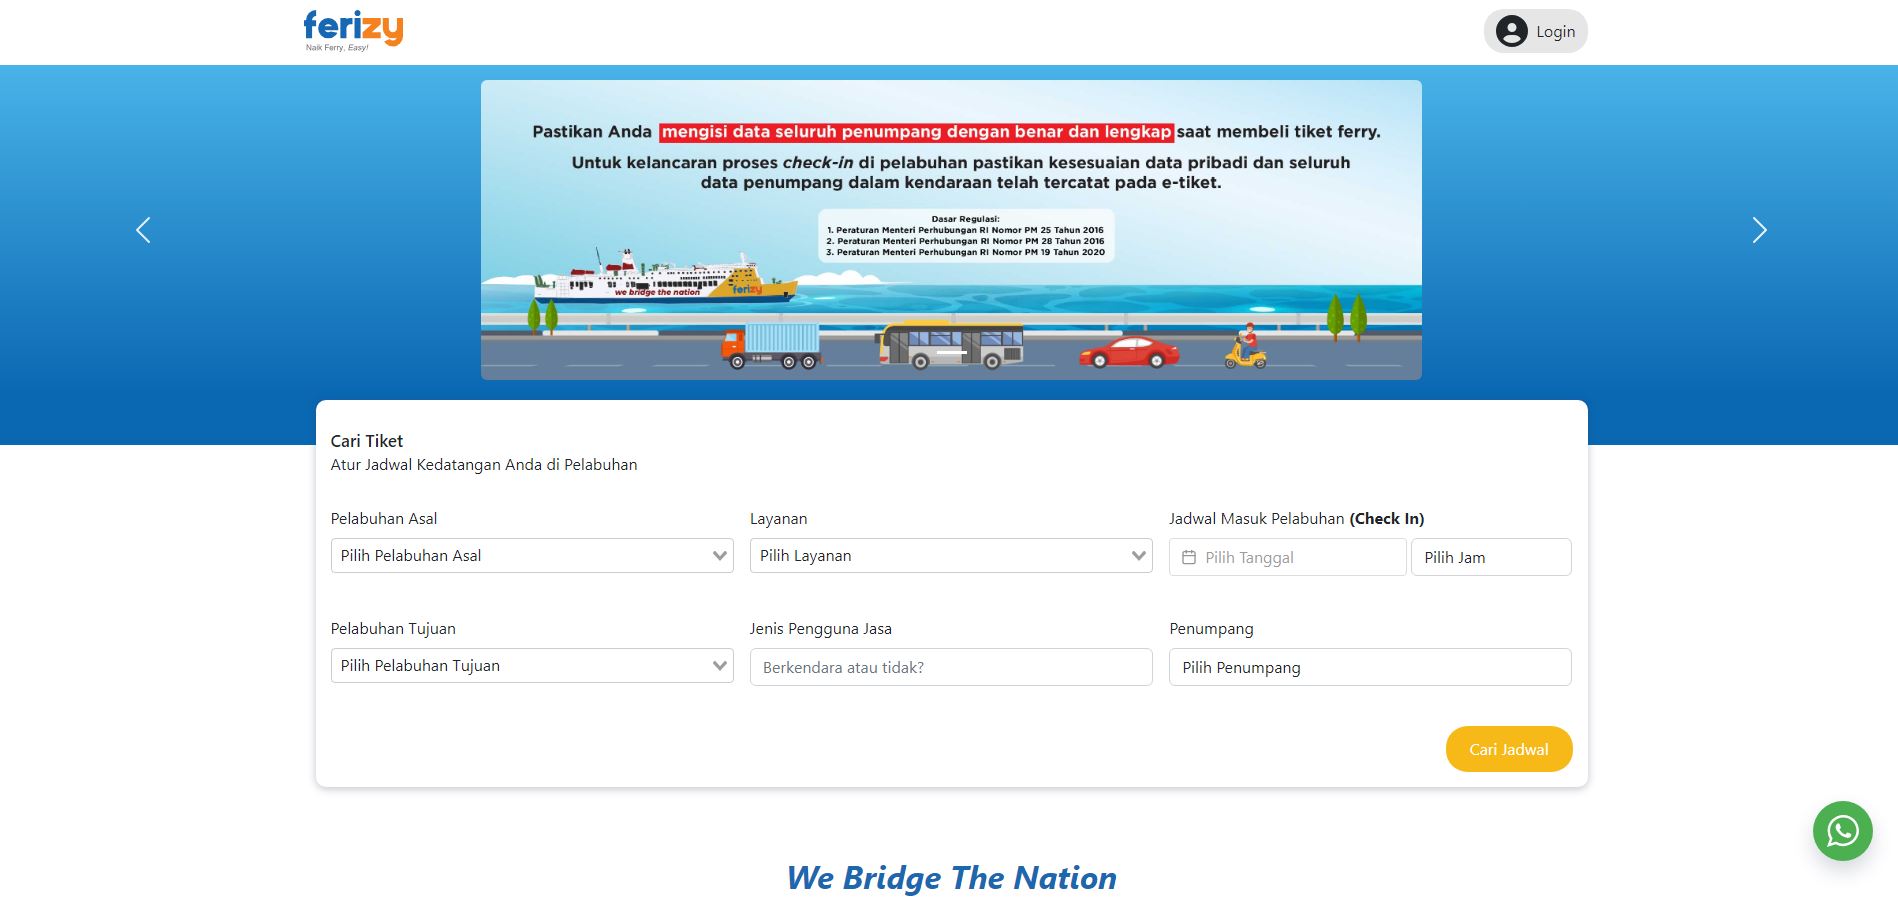 ferizy
Naik Ferry, Easy!
Login
Pastikan Anda mengisi data seluruh penumpang dengan benar dan lengkap saat membeli tiket ferry.
Untuk kelancaran proses check-in di pelabuhan pastikan kesesuaian data pribadi dan seluruh
data penumpang dalam kendaraan telah tercatat pada e-tiket.
Dasar Regulasi:
1. Peraturan Menteri Perhubungan RI Nomor PM 25 Tahun 2016
2. Peraturan Menteri Perhubungan RI Nomor PM 28 Tahun 2016
3. Peraturan Menteri Perhubungan RI Nomor PM 19 Tahun 2020
we bridge the nation
ferizy
Cari Tiket
Atur Jadwal Kedatangan Anda di Pelabuhan
Pelabuhan Asal
Layanan
Jadwal Masuk Pelabuhan (Check In)
Pilih Pelabuhan Asal
Pilih Layanan
Pilih Tanggal
Pilih Jam
Pelabuhan Tujuan
Jenis Pengguna Jasa
Penumpang
Pilih Pelabuhan Tujuan
Berkendara atau tidak?
Pilih Penumpang
Cari Jadwal
We Bridge The Nation